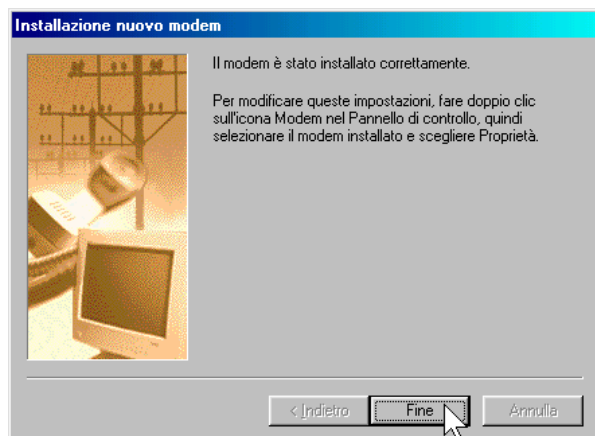 Installazione nuovo modem
Il modem è stato installato correttamente.
Per modificare queste impostazioni, fare doppio clic
sull'icona Modem nel Pannello di controllo, quindi
selezionare il modem installato e scegliere Proprietà.
< Indietro
Fine
Annulla